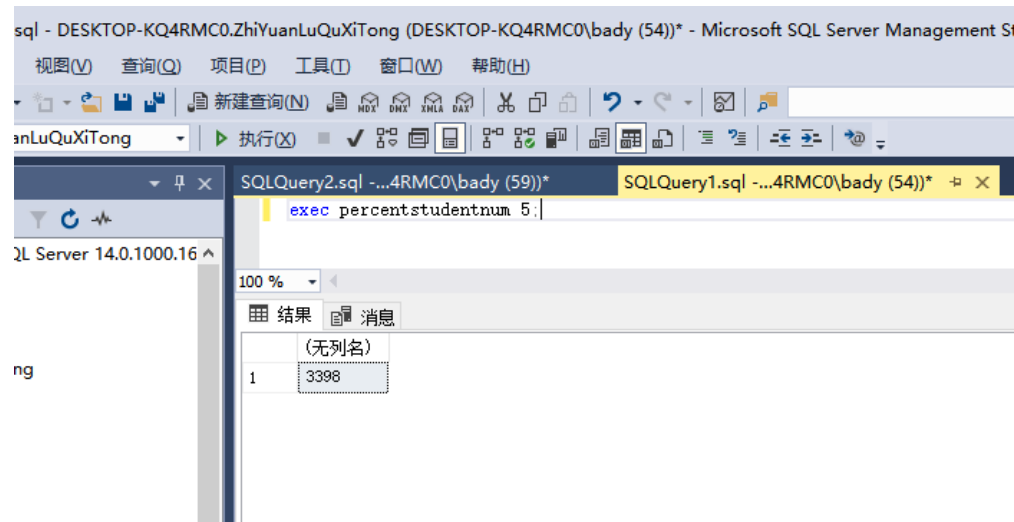 sql - DESKTOP-KQ4RMC0.ZhiYuanLuQuXiTong (DESKTOP-KQ4RMC0\bady (54))* - Microsoft SQL Server Management St
视图(V) 查询(Q) 项目(P) 工具(T) 窗口(W) 帮助(H)
新建查询(N) MDX DMX XMLA DAX
anLuQuXiTong 执行(X)
SQLQuery2.sql -...4RMC0\bady (59))* SQLQuery1.sql -...4RMC0\bady (54))*
exec percentstudentnum 5;
QL Server 14.0.1000.16
100 %
结果 消息
(无列名)
ng
1 3398